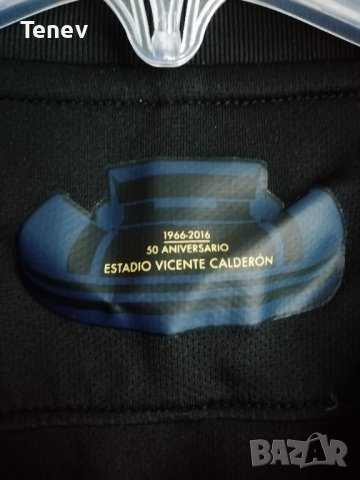 Tenev
1966-2016
50 ANIVERSARIO
ESTADIO VICENTE CALDERÓN
BAZAR